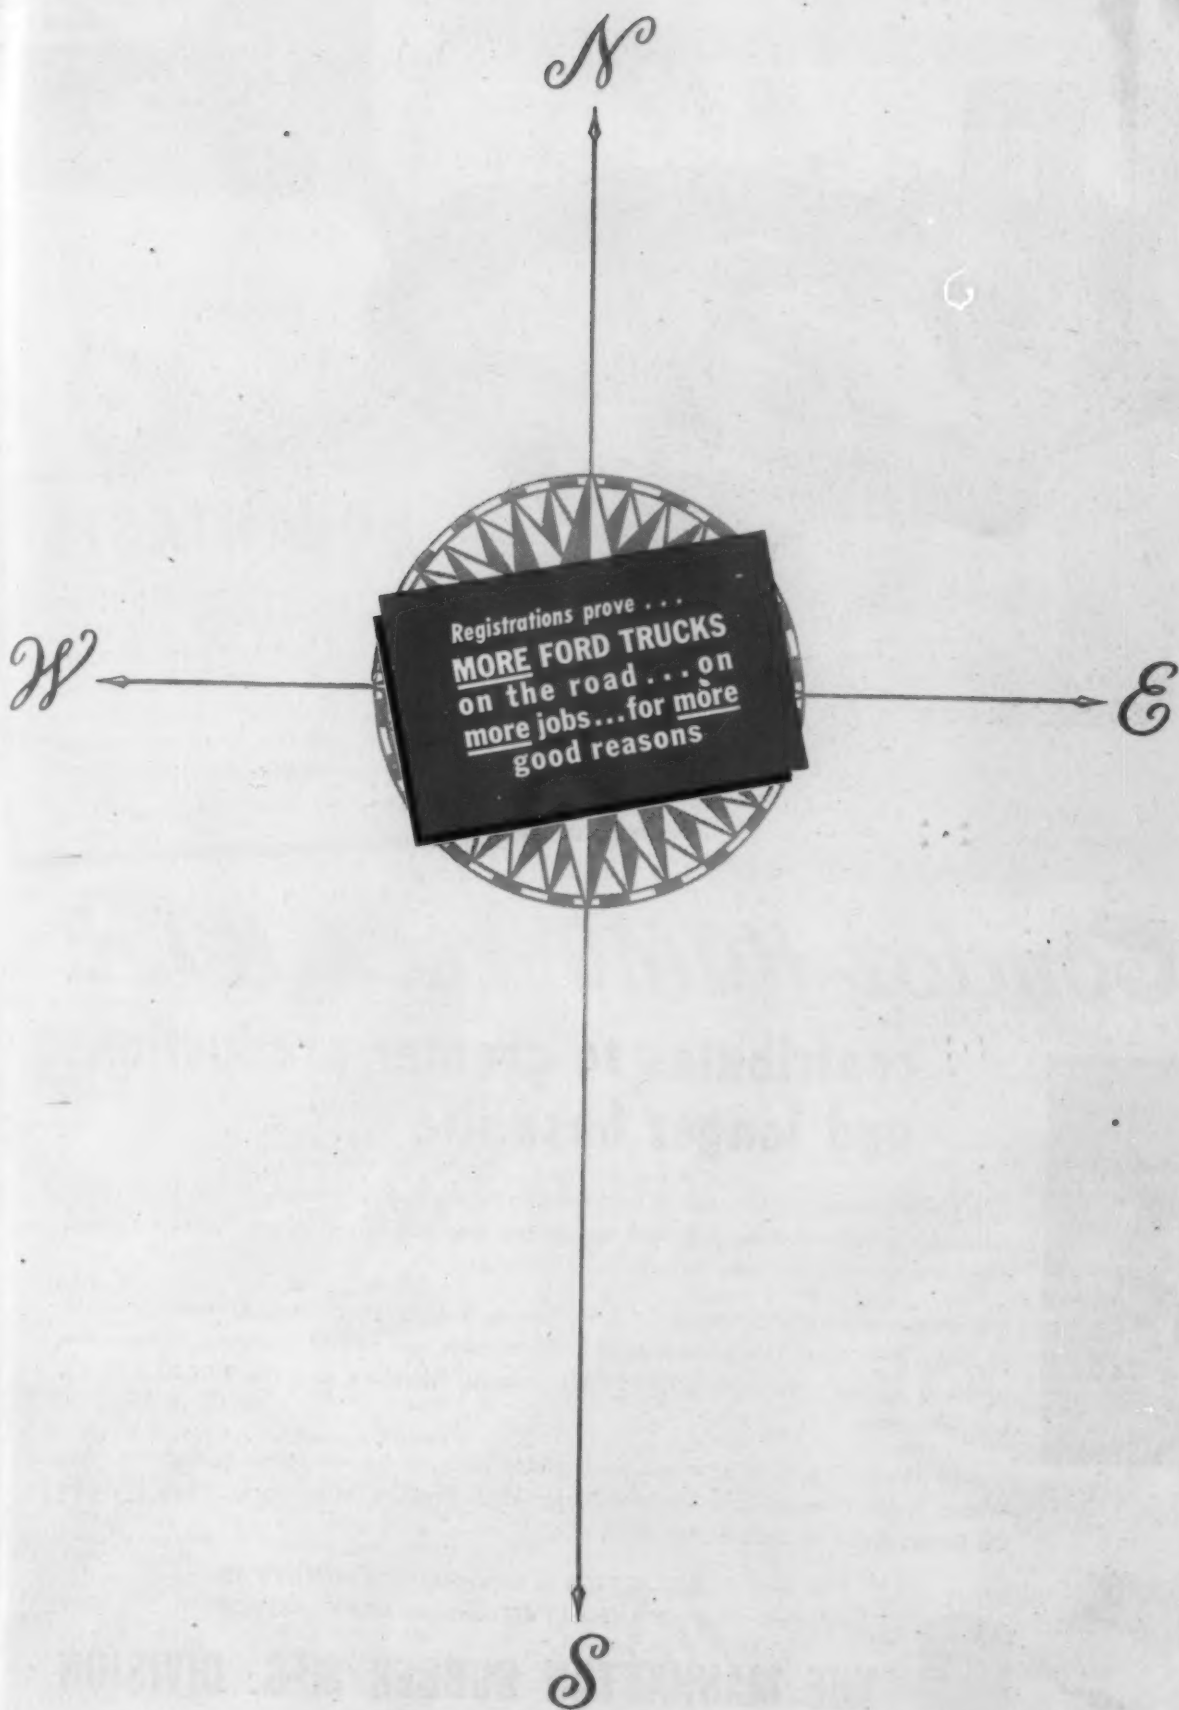 N
W
Registrations prove . . .
MORE FORD TRUCKS
on the road . . . on
more jobs...for more
good reasons
E
S